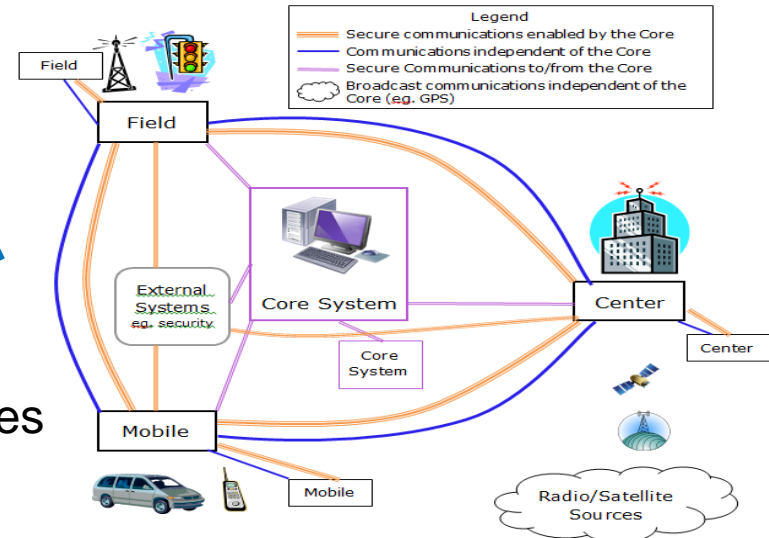 Legend
Secure communications enabled by the Core
Communications independent of the Core
Secure Communications to/from the Core
Broadcast communications independent of the
Core (eg. GPS)
Field
Field
External
Systems
eg. security
Core System
Center
Core
System
Center
es
Mobile
Mobile
Radio/Satellite
Sources